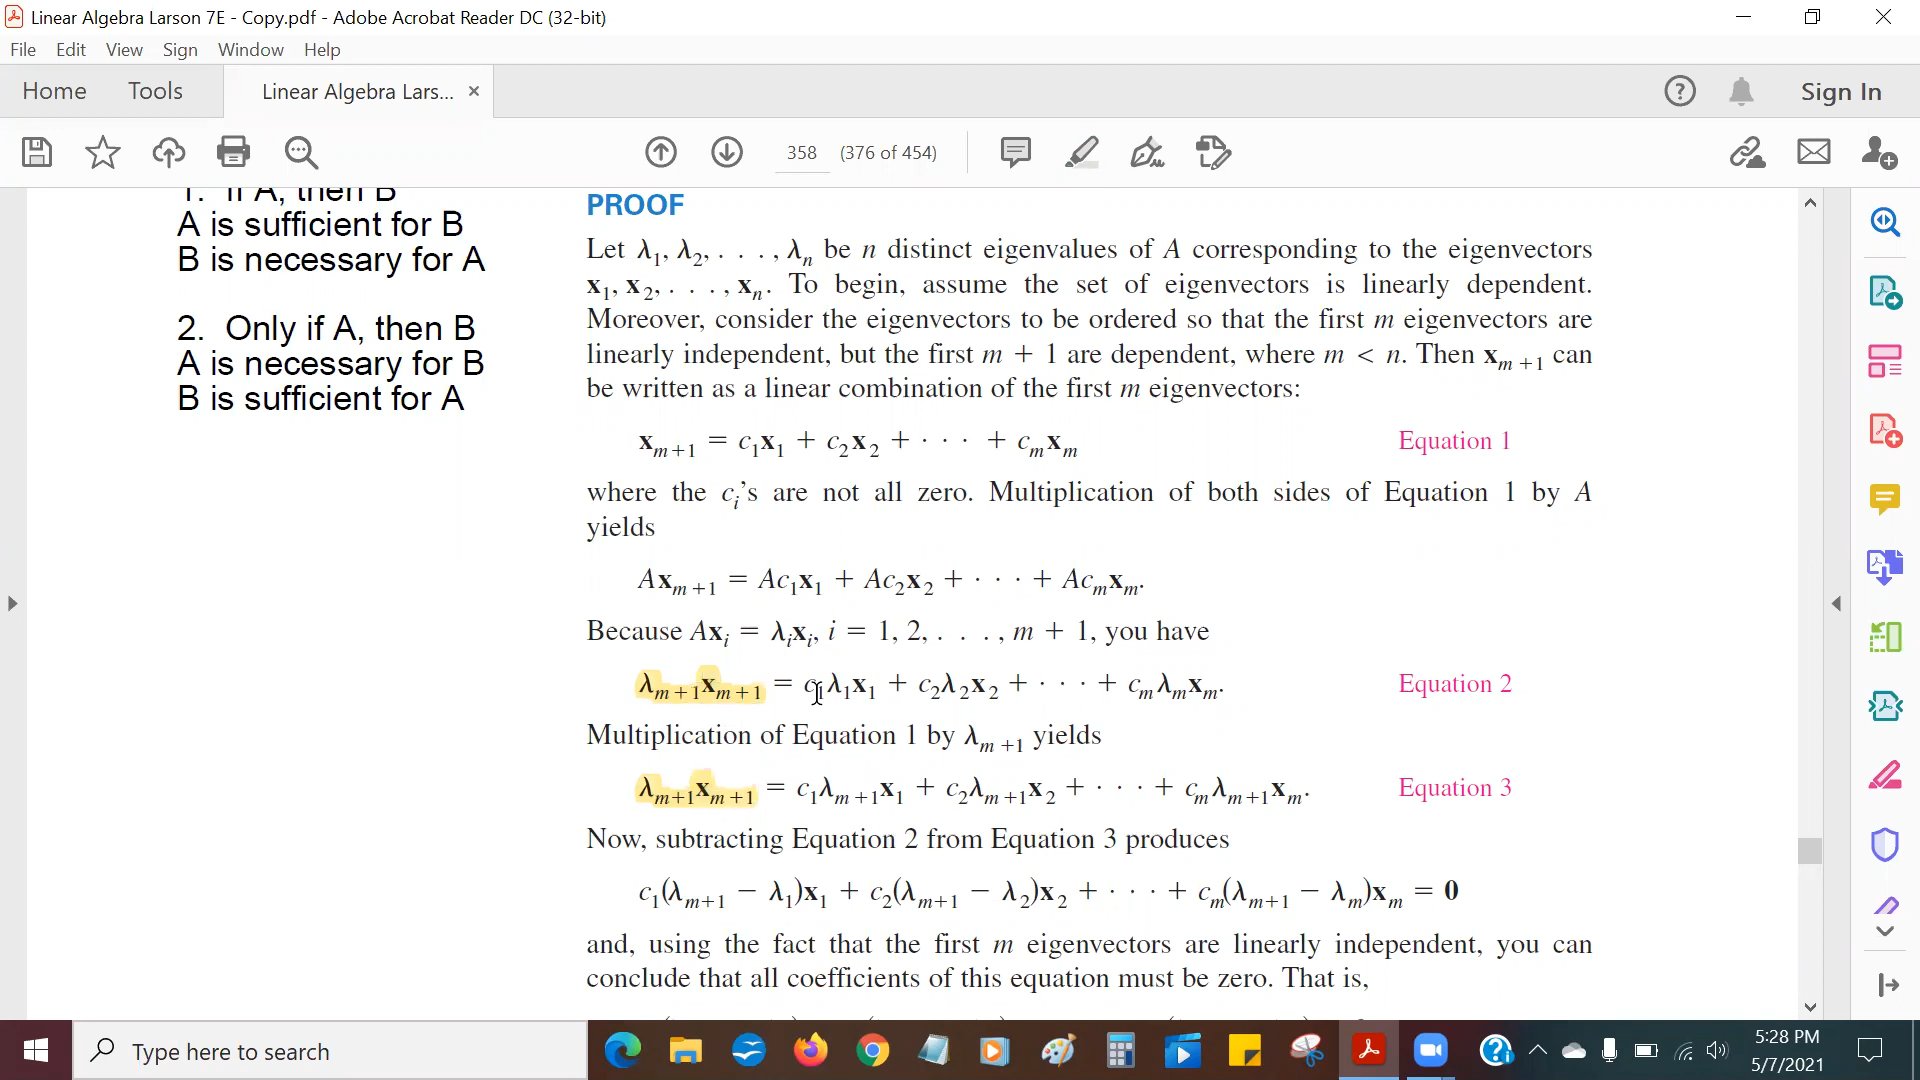 Linear Algebra Larson 7E - Copy.pdf - Adobe Acrobat Reader DC (32-bit)
File Edit View Sign Window Help
Home Tools Linear Algebra Lars... × Sign In
358 (376 of 454)
1. If A, then B
A is sufficient for B
B is necessary for A
2. Only if A, then B
A is necessary for B
B is sufficient for A
PROOF
Let λ₁, λ₂, . . . , λₙ be n distinct eigenvalues of A corresponding to the eigenvectors
x₁, x₂, . . . , xₙ. To begin, assume the set of eigenvectors is linearly dependent.
Moreover, consider the eigenvectors to be ordered so that the first m eigenvectors are
linearly independent, but the first m + 1 are dependent, where m < n. Then xₘ₊₁ can
be written as a linear combination of the first m eigenvectors:
xₘ₊₁ = c₁x₁ + c₂x₂ + · · · + cₘxₘ Equation 1
where the cᵢ's are not all zero. Multiplication of both sides of Equation 1 by A
yields
Axₘ₊₁ = Ac₁x₁ + Ac₂x₂ + · · · + Acₘxₘ.
Because Axᵢ = λᵢxᵢ, i = 1, 2, . . . , m + 1, you have
λₘ₊₁xₘ₊₁ = c₁λ₁x₁ + c₂λ₂x₂ + · · · + cₘλₘxₘ. Equation 2
Multiplication of Equation 1 by λₘ₊₁ yields
λₘ₊₁xₘ₊₁ = c₁λₘ₊₁x₁ + c₂λₘ₊₁x₂ + · · · + cₘλₘ₊₁xₘ. Equation 3
Now, subtracting Equation 2 from Equation 3 produces
c₁(λₘ₊₁ − λ₁)x₁ + c₂(λₘ₊₁ − λ₂)x₂ + · · · + cₘ(λₘ₊₁ − λₘ)xₘ = 0
and, using the fact that the first m eigenvectors are linearly independent, you can
conclude that all coefficients of this equation must be zero. That is,
Type here to search
5:28 PM
5/7/2021